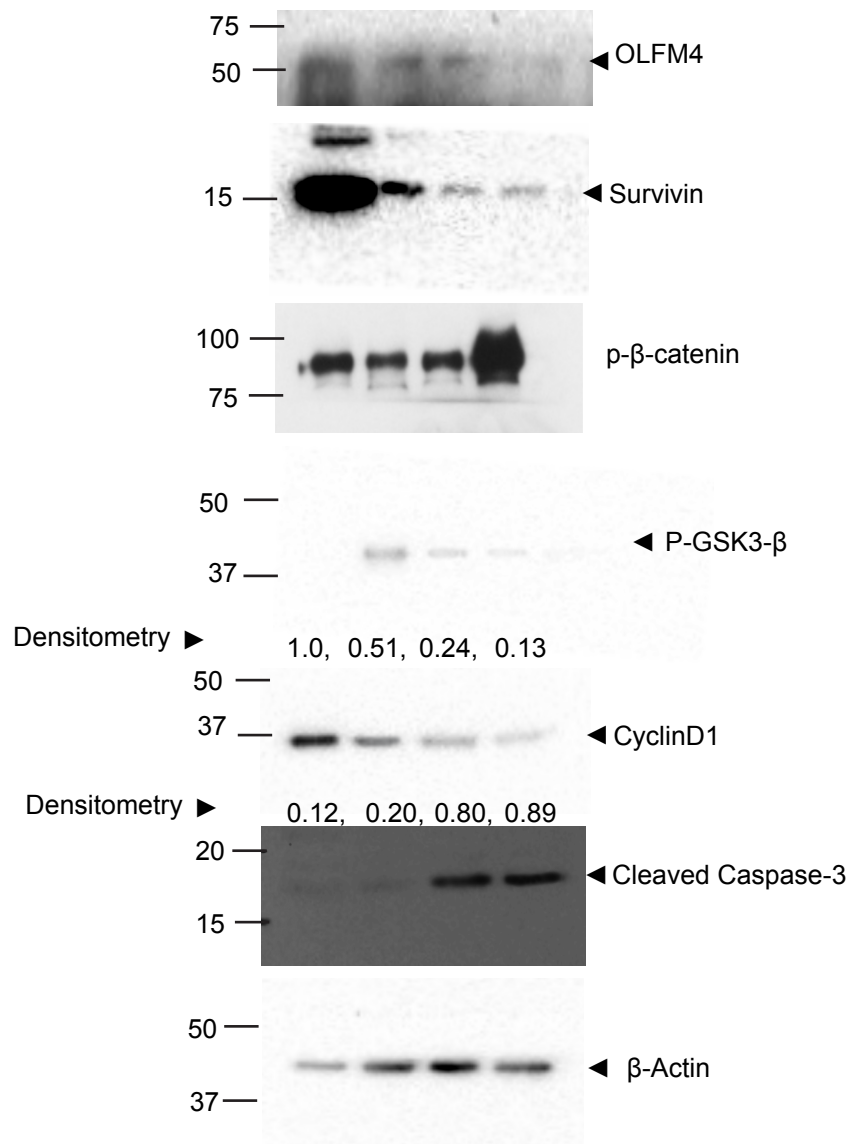 75
50
◄ OLFM4
15
◄ Survivin
100
75
p-β-catenin
50
37
◄ P-GSK3-β
Densitometry ►
1.0, 0.51, 0.24, 0.13
50
37
◄ CyclinD1
Densitometry ►
0.12, 0.20, 0.80, 0.89
20
15
◄ Cleaved Caspase-3
50
37
◄ β-Actin